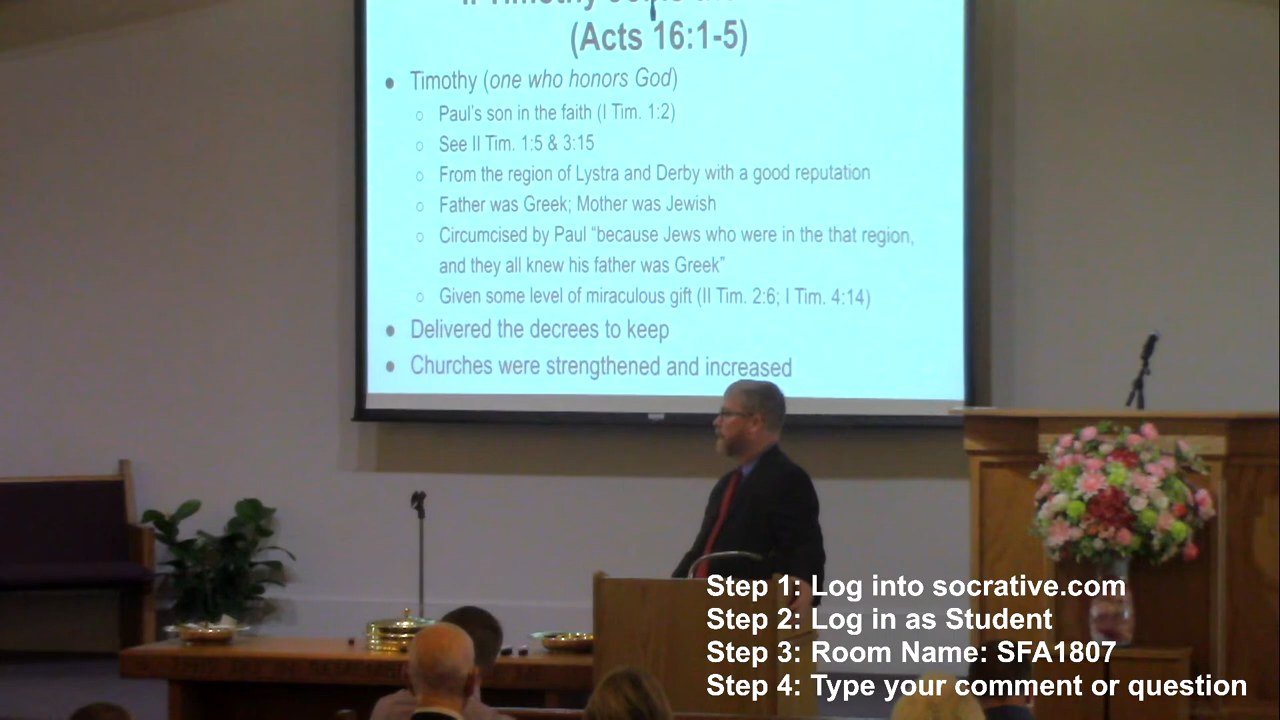 (Acts 16:1-5)
● Timothy (one who honors God)
○ Paul's son in the faith (I Tim. 1:2)
○ See II Tim. 1:5 & 3:15
○ From the region of Lystra and Derby with a good reputation
○ Father was Greek; Mother was Jewish
○ Circumcised by Paul “because Jews who were in the that region,
and they all knew his father was Greek”
○ Given some level of miraculous gift (II Tim. 2:6; I Tim. 4:14)
● Delivered the decrees to keep
● Churches were strengthened and increased
Step 1: Log into socrative.com
Step 2: Log in as Student
Step 3: Room Name: SFA1807
Step 4: Type your comment or question